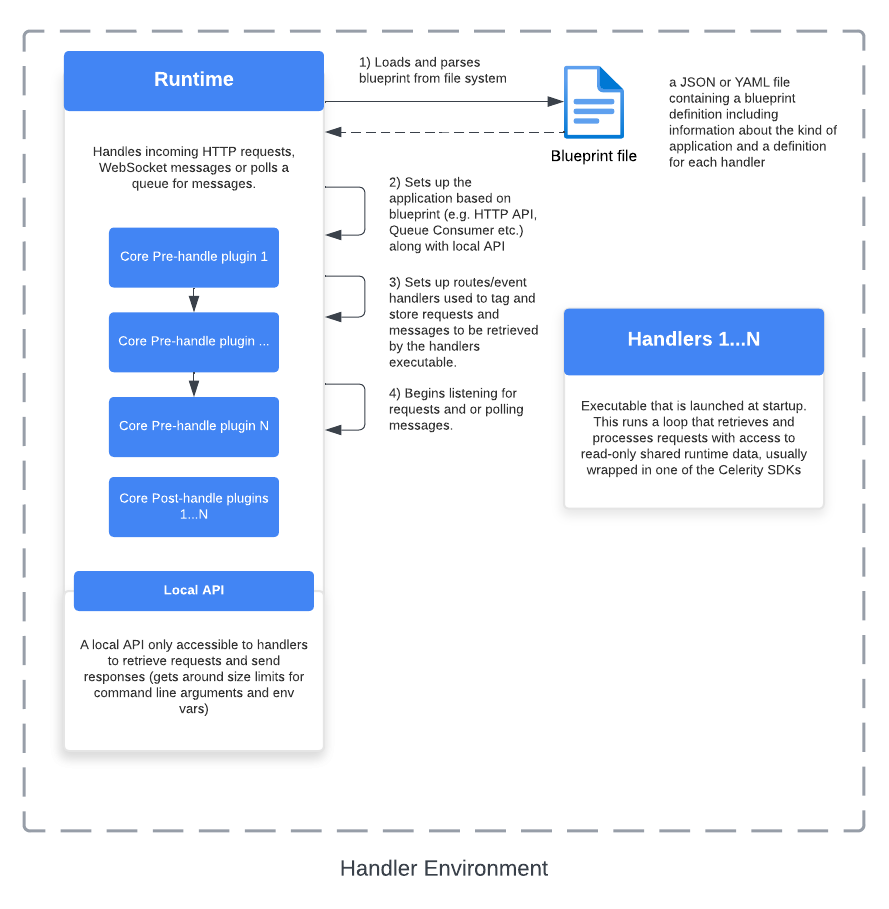 Runtime
Handles incoming HTTP requests,
WebSocket messages or polls a
queue for messages.
Core Pre-handle plugin 1
Core Pre-handle plugin ...
Core Pre-handle plugin N
Core Post-handle plugins
1...N
Local API
A local API only accessible to handlers
to retrieve requests and send
responses (gets around size limits for
command line arguments and env
vars)
1) Loads and parses
blueprint from file system
Blueprint file
a JSON or YAML file
containing a blueprint
definition including
information about the kind of
application and a definition
for each handler
2) Sets up the
application based on
blueprint (e.g. HTTP API,
Queue Consumer etc.)
along with local API
3) Sets up routes/event
handlers used to tag and
store requests and
messages to be retrieved
by the handlers
executable.
4) Begins listening for
requests and or polling
messages.
Handlers 1...N
Executable that is launched at startup.
This runs a loop that retrieves and
processes requests with access to
read-only shared runtime data, usually
wrapped in one of the Celerity SDKs
Handler Environment